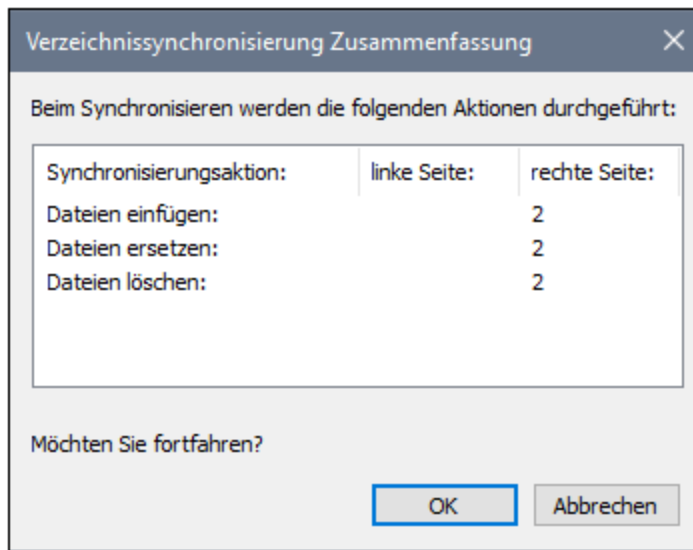 Verzeichnissynchronisierung Zusammenfassung
Beim Synchronisieren werden die folgenden Aktionen durchgeführt:
Synchronisierungsaktion: linke Seite: rechte Seite:
Dateien einfügen: 2
Dateien ersetzen: 2
Dateien löschen: 2
Möchten Sie fortfahren?
OK Abbrechen